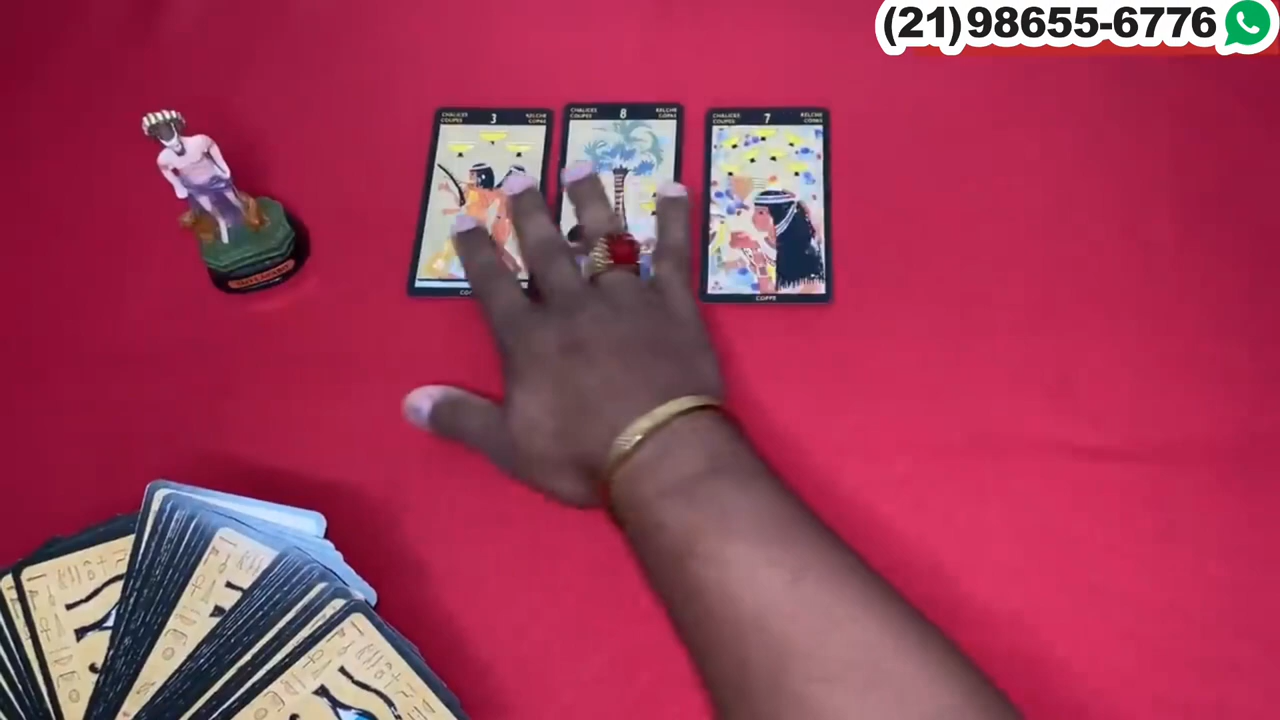 (21)98655-6776
CHALICES
COUPES
3
KELCHE
COPAS
CHALICES
COUPES
8
KELCHE
COPAS
CHALICES
COUPES
7
KELCHE
COPAS
COPPE